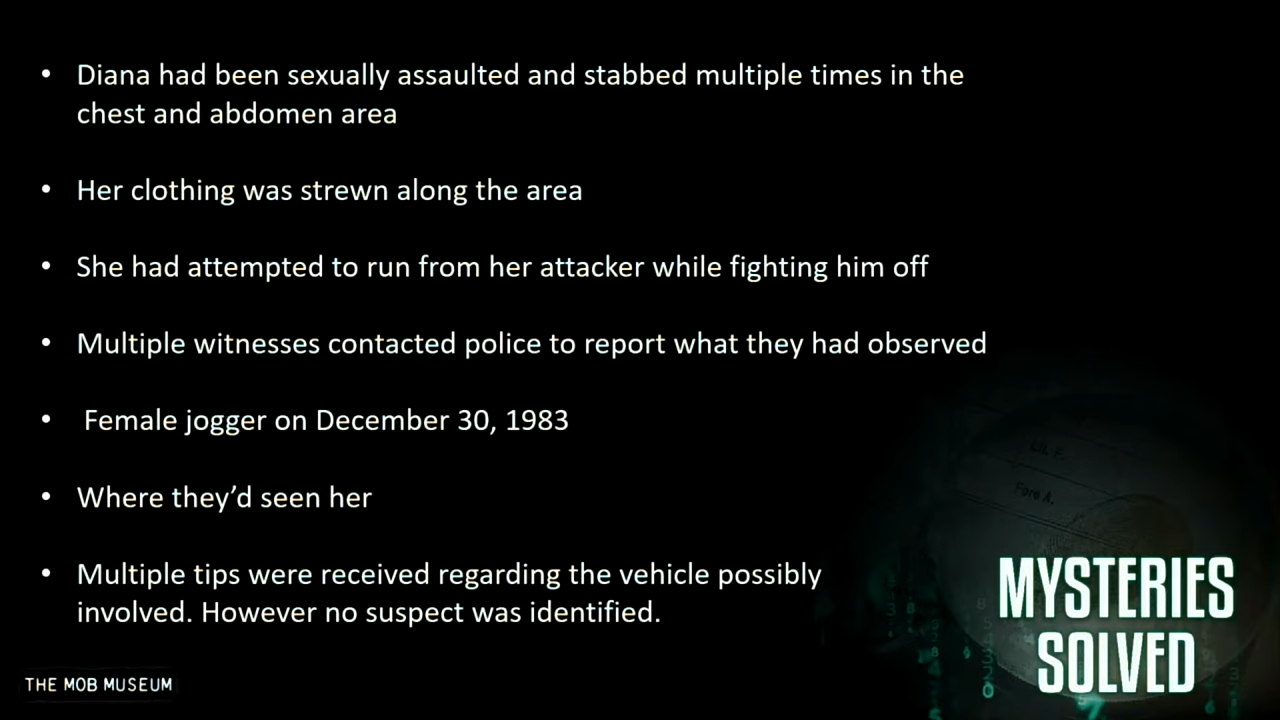 • Diana had been sexually assaulted and stabbed multiple times in the
chest and abdomen area
• Her clothing was strewn along the area
• She had attempted to run from her attacker while fighting him off
• Multiple witnesses contacted police to report what they had observed
• Female jogger on December 30, 1983
• Where they’d seen her
• Multiple tips were received regarding the vehicle possibly
involved. However no suspect was identified.
Fore A.
MYSTERIES
SOLVED
THE MOB MUSEUM